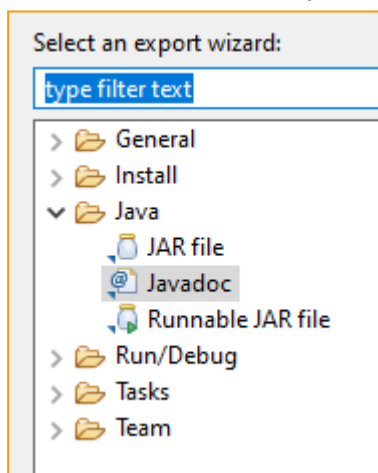 Select an export wizard:
type filter text
General
Install
Java
JAR file
Javadoc
Runnable JAR file
Run/Debug
Tasks
Team